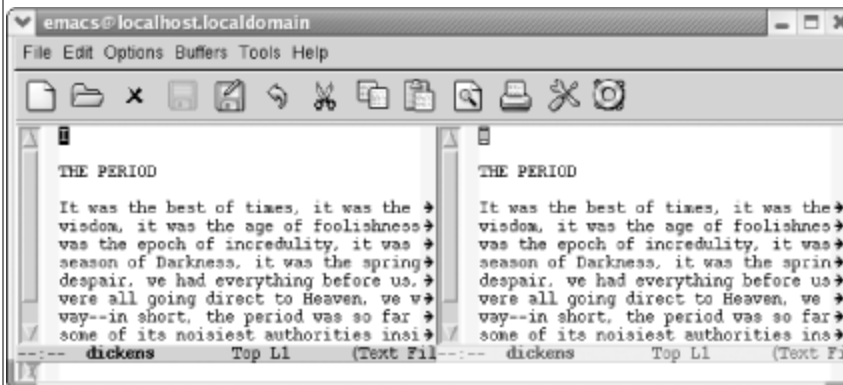 emacs@localhost.localdomain
File Edit Options Buffers Tools Help
I
THE PERIOD
It was the best of times, it was the
wisdom, it was the age of foolishness
was the epoch of incredulity, it was
season of Darkness, it was the spring
despair, we had everything before us,
were all going direct to Heaven, we w
way--in short, the period was so far
some of its noisiest authorities insi
--:-- dickens Top L1 (Text Fil
THE PERIOD
It was the best of times, it was the
wisdom, it was the age of foolishnes
was the epoch of incredulity, it was
season of Darkness, it was the sprin
despair, we had everything before us
were all going direct to Heaven, we
way--in short, the period was so far
some of its noisiest authorities ins
--:-- dickens Top L1 (Text Fi